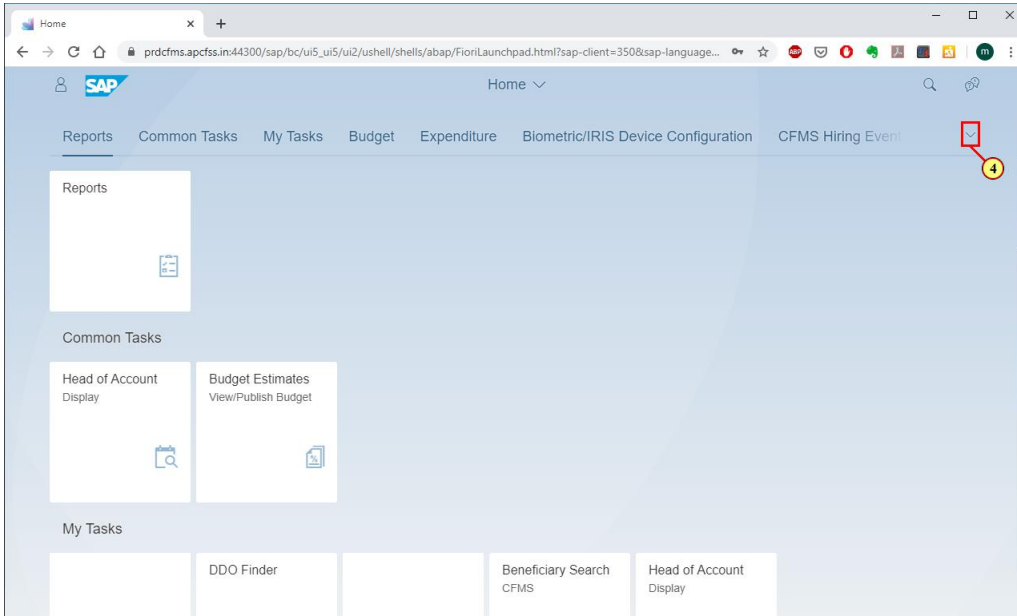 Home
prdcfms.apcfss.in:44300/sap/bc/ui5_ui5/ui2/ushell/shells/abap/FioriLaunchpad.html?sap-client=350&sap-language...
ABP
m
SAP
Home
Reports Common Tasks My Tasks Budget Expenditure Biometric/IRIS Device Configuration CFMS Hiring Event
4
Reports
Common Tasks
Head of Account
Display
Budget Estimates
View/Publish Budget
My Tasks
DDO Finder
Beneficiary Search
CFMS
Head of Account
Display